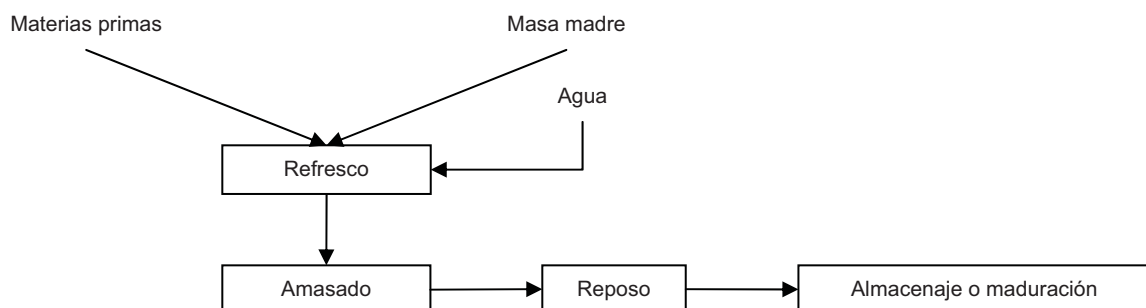 Materias primas
Masa madre
Agua
Refresco
Amasado
Reposo
Almacenaje o maduración